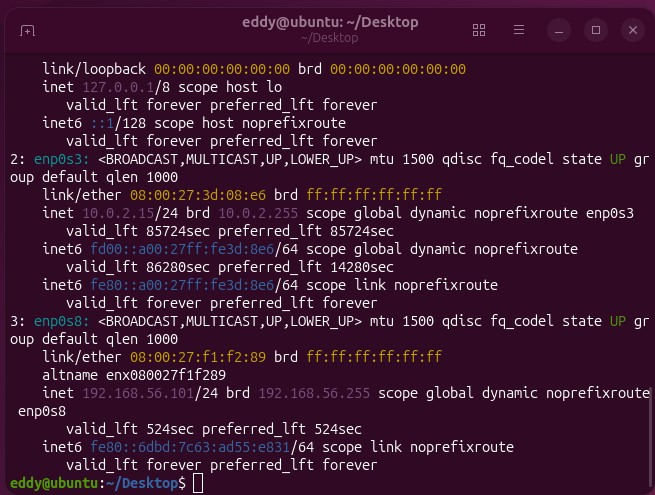 eddy@ubuntu: ~/Desktop
~/Desktop
link/loopback 00:00:00:00:00:00 brd 00:00:00:00:00:00
inet 127.0.0.1/8 scope host lo
valid_lft forever preferred_lft forever
inet6 ::1/128 scope host noprefixroute
valid_lft forever preferred_lft forever
2: enp0s3: <BROADCAST,MULTICAST,UP,LOWER_UP> mtu 1500 qdisc fq_codel state UP gr
oup default qlen 1000
link/ether 08:00:27:3d:08:e6 brd ff:ff:ff:ff:ff:ff
inet 10.0.2.15/24 brd 10.0.2.255 scope global dynamic noprefixroute enp0s3
valid_lft 85724sec preferred_lft 85724sec
inet6 fd00::a00:27ff:fe3d:8e6/64 scope global dynamic noprefixroute
valid_lft 86280sec preferred_lft 14280sec
inet6 fe80::a00:27ff:fe3d:8e6/64 scope link noprefixroute
valid_lft forever preferred_lft forever
3: enp0s8: <BROADCAST,MULTICAST,UP,LOWER_UP> mtu 1500 qdisc fq_codel state UP gr
oup default qlen 1000
link/ether 08:00:27:f1:f2:89 brd ff:ff:ff:ff:ff:ff
altname enx080027f1f289
inet 192.168.56.101/24 brd 192.168.56.255 scope global dynamic noprefixroute
enp0s8
valid_lft 524sec preferred_lft 524sec
inet6 fe80::6dbd:7c63:ad55:e831/64 scope link noprefixroute
valid_lft forever preferred_lft forever
eddy@ubuntu:~/Desktop$